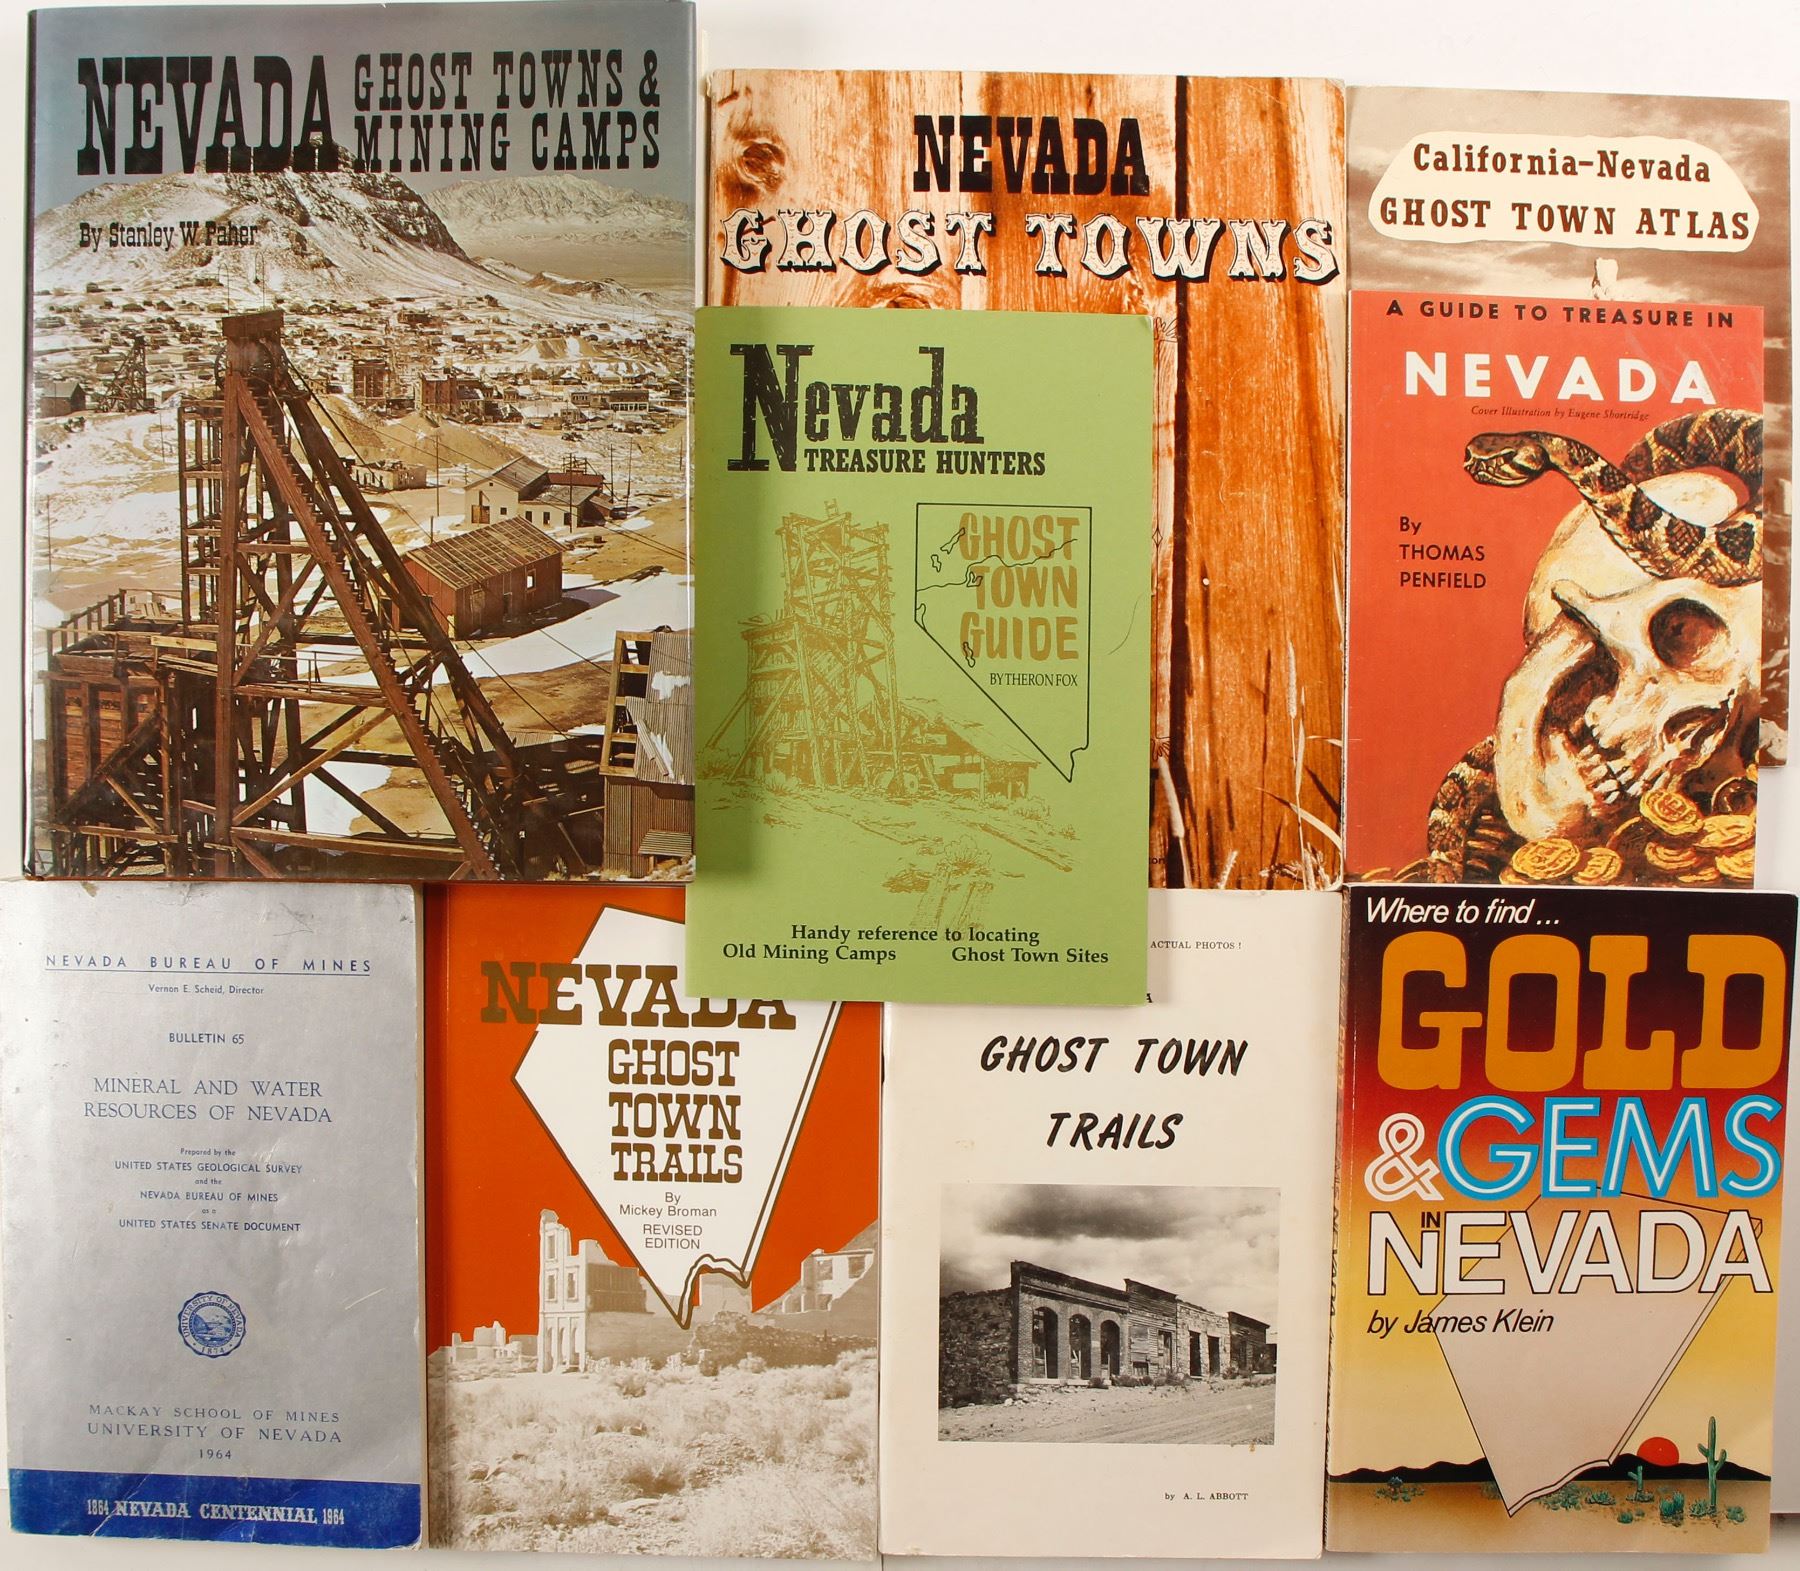 NEVADA GHOST TOWNS &
MINING CAMPS
By Stanley W. Paher
NEVADA
GHOST TOWNS
California-Nevada
GHOST TOWN ATLAS
A GUIDE TO TREASURE IN
NEVADA
Cover Illustration by Eugene Shortridge
By
THOMAS
PENFIELD
Nevada
TREASURE HUNTERS
GHOST
TOWN
GUIDE
BY THERON FOX
Handy reference to locating
Old Mining Camps Ghost Town Sites
NEVADA BUREAU OF MINES
Vernon E. Scheid, Director
BULLETIN 65
MINERAL AND WATER
RESOURCES OF NEVADA
Prepared by the
UNITED STATES GEOLOGICAL SURVEY
and the
NEVADA BUREAU OF MINES
as a
UNITED STATES SENATE DOCUMENT
UNIVERSITY OF NEVADA
1874
MACKAY SCHOOL OF MINES
UNIVERSITY OF NEVADA
1964
1864 NEVADA CENTENNIAL 1964
NEVADA
GHOST
TOWN
TRAILS
By
Mickey Broman
REVISED
EDITION
ACTUAL PHOTOS !
GHOST TOWN
TRAILS
by A. L. ABBOTT
Where to find ...
GOLD
& GEMS
IN
NEVADA
by James Klein